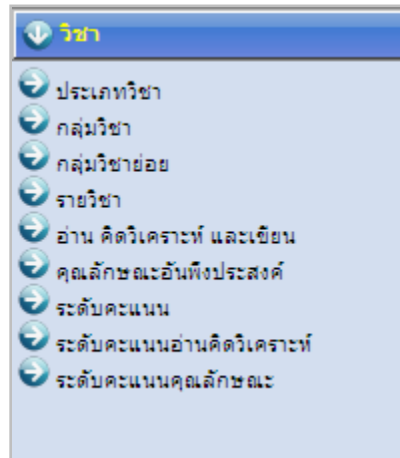 วิชา
ประเภทวิชา
กลุ่มวิชา
กลุ่มวิชาย่อย
รายวิชา
อ่าน คิดวิเคราะห์ และเขียน
คุณลักษณะอันพึงประสงค์
ระดับคะแนน
ระดับคะแนนอ่านคิดวิเคราะห์
ระดับคะแนนคุณลักษณะ